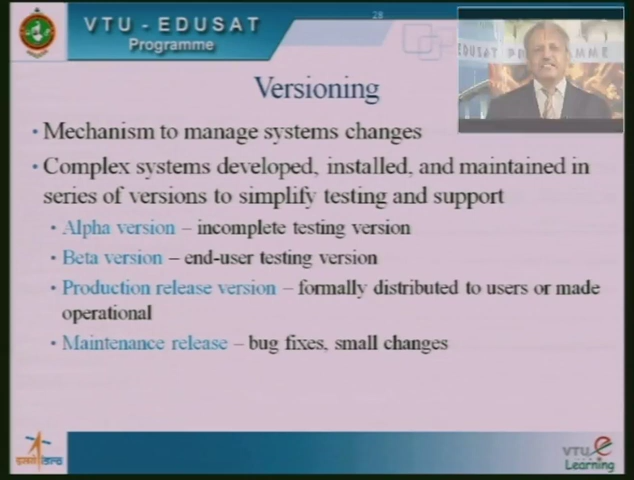 28
VTU - EDUSAT
Programme
EDUSAT PR GRAMME
Versioning
• Mechanism to manage systems changes
• Complex systems developed, installed, and maintained in
series of versions to simplify testing and support
• Alpha version – incomplete testing version
• Beta version – end-user testing version
• Production release version – formally distributed to users or made
operational
• Maintenance release – bug fixes, small changes
VTU e
Learning